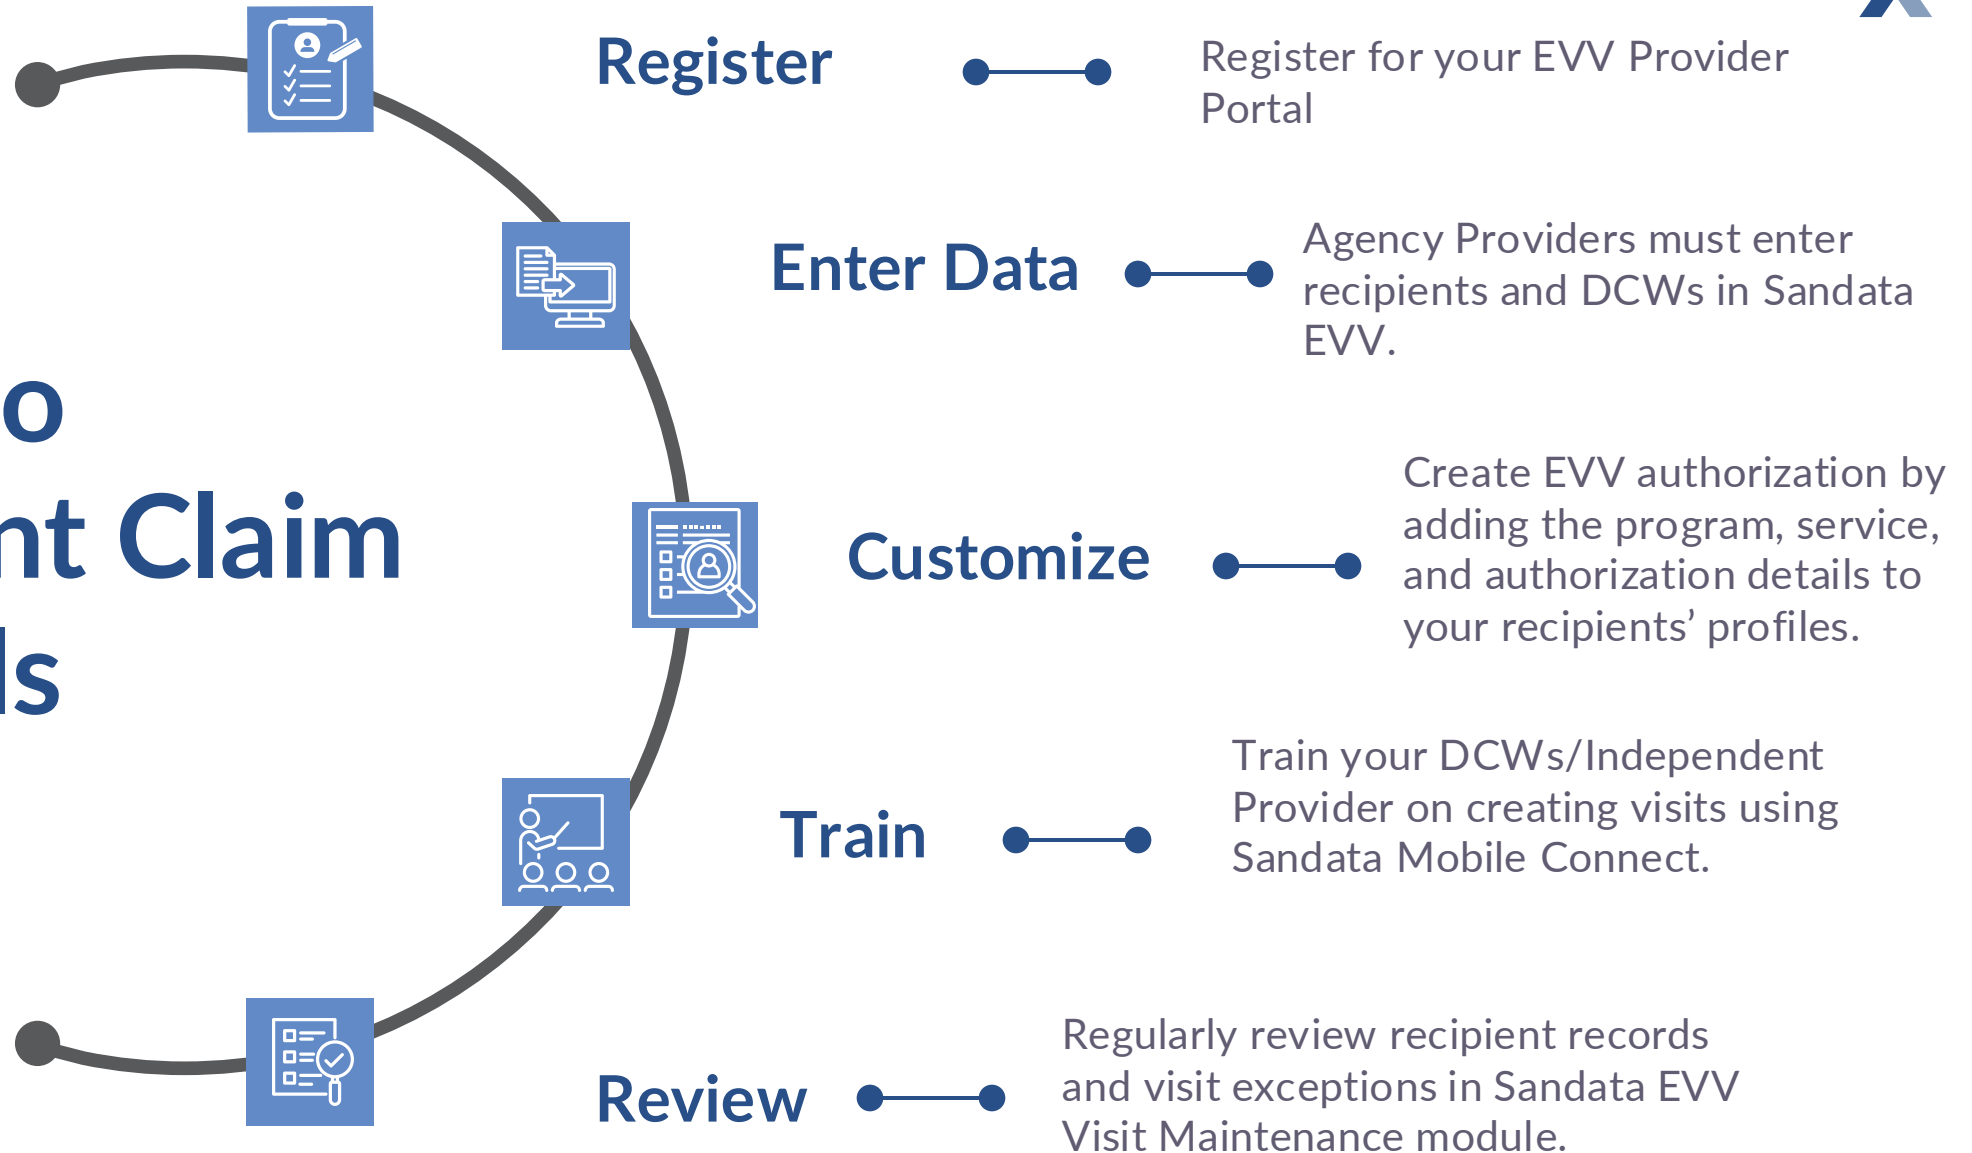 Register
Register for your EVV Provider
Portal
Enter Data
Agency Providers must enter
recipients and DCWs in Sandata
EVV.
Claim
Customize
Create EVV authorization by
adding the program, service,
and authorization details to
your recipients’ profiles.
Train
Train your DCWs/Independent
Provider on creating visits using
Sandata Mobile Connect.
Review
Regularly review recipient records
and visit exceptions in Sandata EVV
Visit Maintenance module.